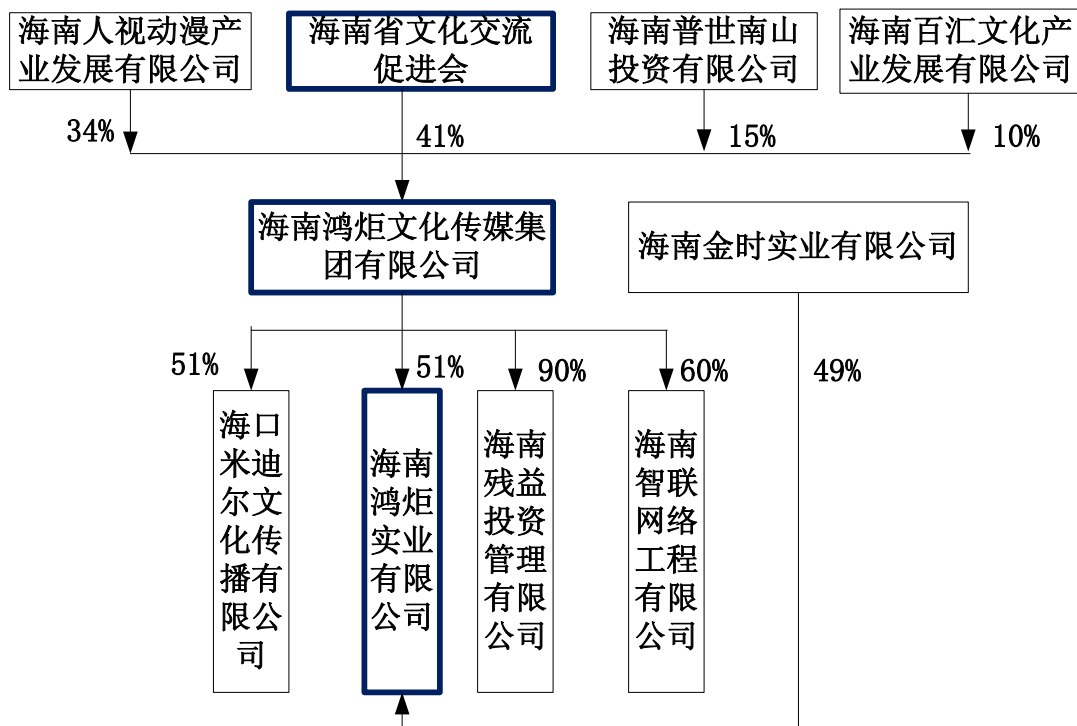 海南人视动漫产
业发展有限公司
海南省文化交流
促进会
海南普世南山
投资有限公司
海南百汇文化产
业发展有限公司
34%
41%
15%
10%
海南鸿炬文化传媒集
团有限公司
海南金时实业有限公司
51%
51%
90%
60%
49%
海口
米迪
尔文
化传
播有
限公
司
海南
鸿炬
实业
有限
公司
海南
残益
投资
管理
有限
公司
海南
智联
网络
工程
有限
公司